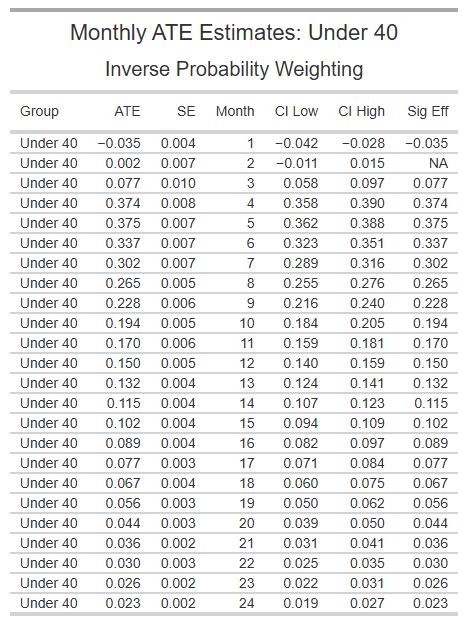 Monthly ATE Estimates: Under 40
Inverse Probability Weighting
Group ATE SE Month CI Low CI High Sig Eff
Under 40 −0.035 0.004 1 −0.042 −0.028 −0.035
Under 40 0.002 0.007 2 −0.011 0.015 NA
Under 40 0.077 0.010 3 0.058 0.097 0.077
Under 40 0.374 0.008 4 0.358 0.390 0.374
Under 40 0.375 0.007 5 0.362 0.388 0.375
Under 40 0.337 0.007 6 0.323 0.351 0.337
Under 40 0.302 0.007 7 0.289 0.316 0.302
Under 40 0.265 0.005 8 0.255 0.276 0.265
Under 40 0.228 0.006 9 0.216 0.240 0.228
Under 40 0.194 0.005 10 0.184 0.205 0.194
Under 40 0.170 0.006 11 0.159 0.181 0.170
Under 40 0.150 0.005 12 0.140 0.159 0.150
Under 40 0.132 0.004 13 0.124 0.141 0.132
Under 40 0.115 0.004 14 0.107 0.123 0.115
Under 40 0.102 0.004 15 0.094 0.109 0.102
Under 40 0.089 0.004 16 0.082 0.097 0.089
Under 40 0.077 0.003 17 0.071 0.084 0.077
Under 40 0.067 0.004 18 0.060 0.075 0.067
Under 40 0.056 0.003 19 0.050 0.062 0.056
Under 40 0.044 0.003 20 0.039 0.050 0.044
Under 40 0.036 0.002 21 0.031 0.041 0.036
Under 40 0.030 0.003 22 0.025 0.035 0.030
Under 40 0.026 0.002 23 0.022 0.031 0.026
Under 40 0.023 0.002 24 0.019 0.027 0.023